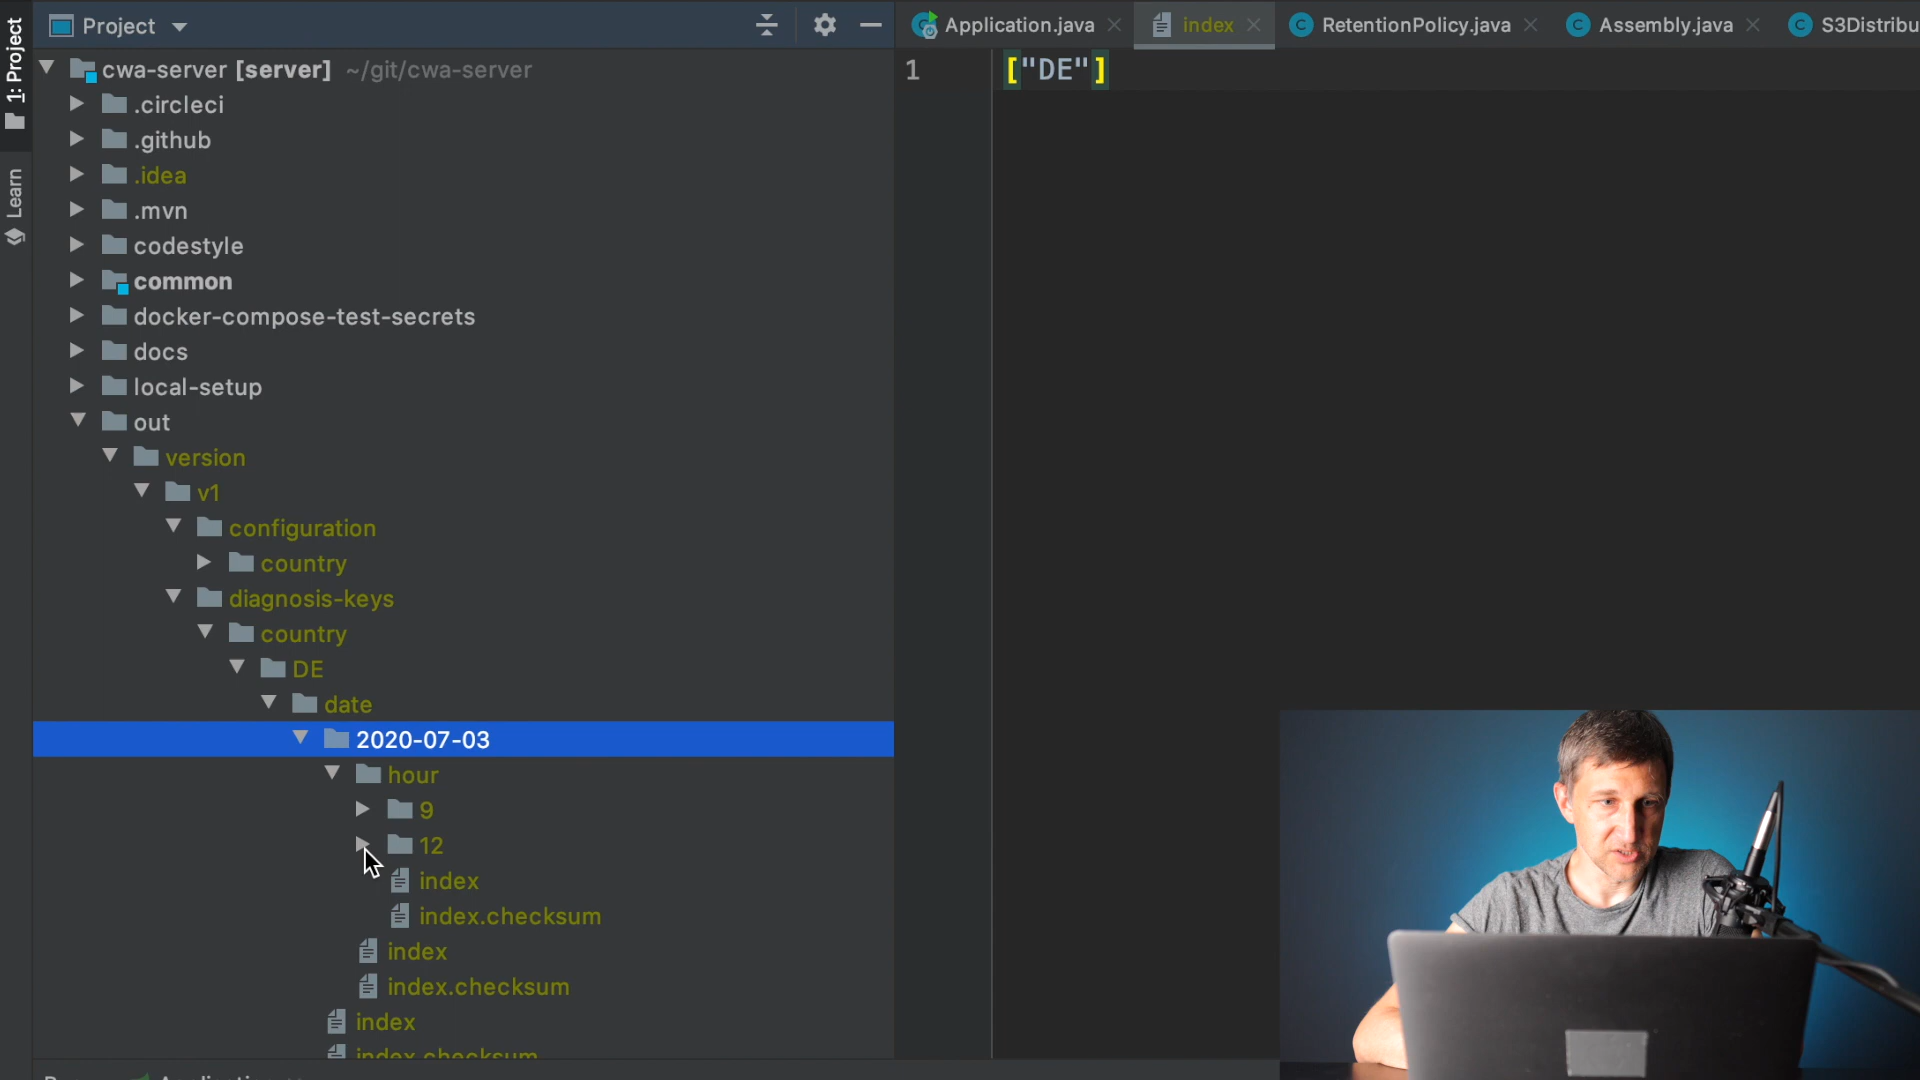 1: Project
Learn
Project
cwa-server [server] ~/git/cwa-server
.circleci
.github
.idea
.mvn
codestyle
common
docker-compose-test-secrets
docs
local-setup
out
version
v1
configuration
country
diagnosis-keys
country
DE
date
2020-07-03
hour
9
12
index
index.checksum
index
index.checksum
index
index.checksum
Application.java index RetentionPolicy.java Assembly.java S3Distribu
1 ["DE"]